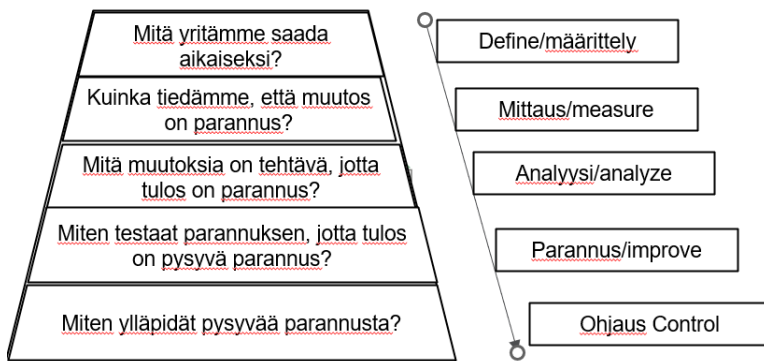 Mitä yritämme saada
aikaiseksi?
Kuinka tiedämme, että muutos
on parannus?
Mitä muutoksia on tehtävä, jotta
tulos on parannus?
Miten testaat parannuksen, jotta tulos
on pysyvä parannus?
Miten ylläpidät pysyvää parannusta?
Define/määrittely
Mittaus/measure
Analyysi/analyze
Parannus/improve
Ohjaus Control